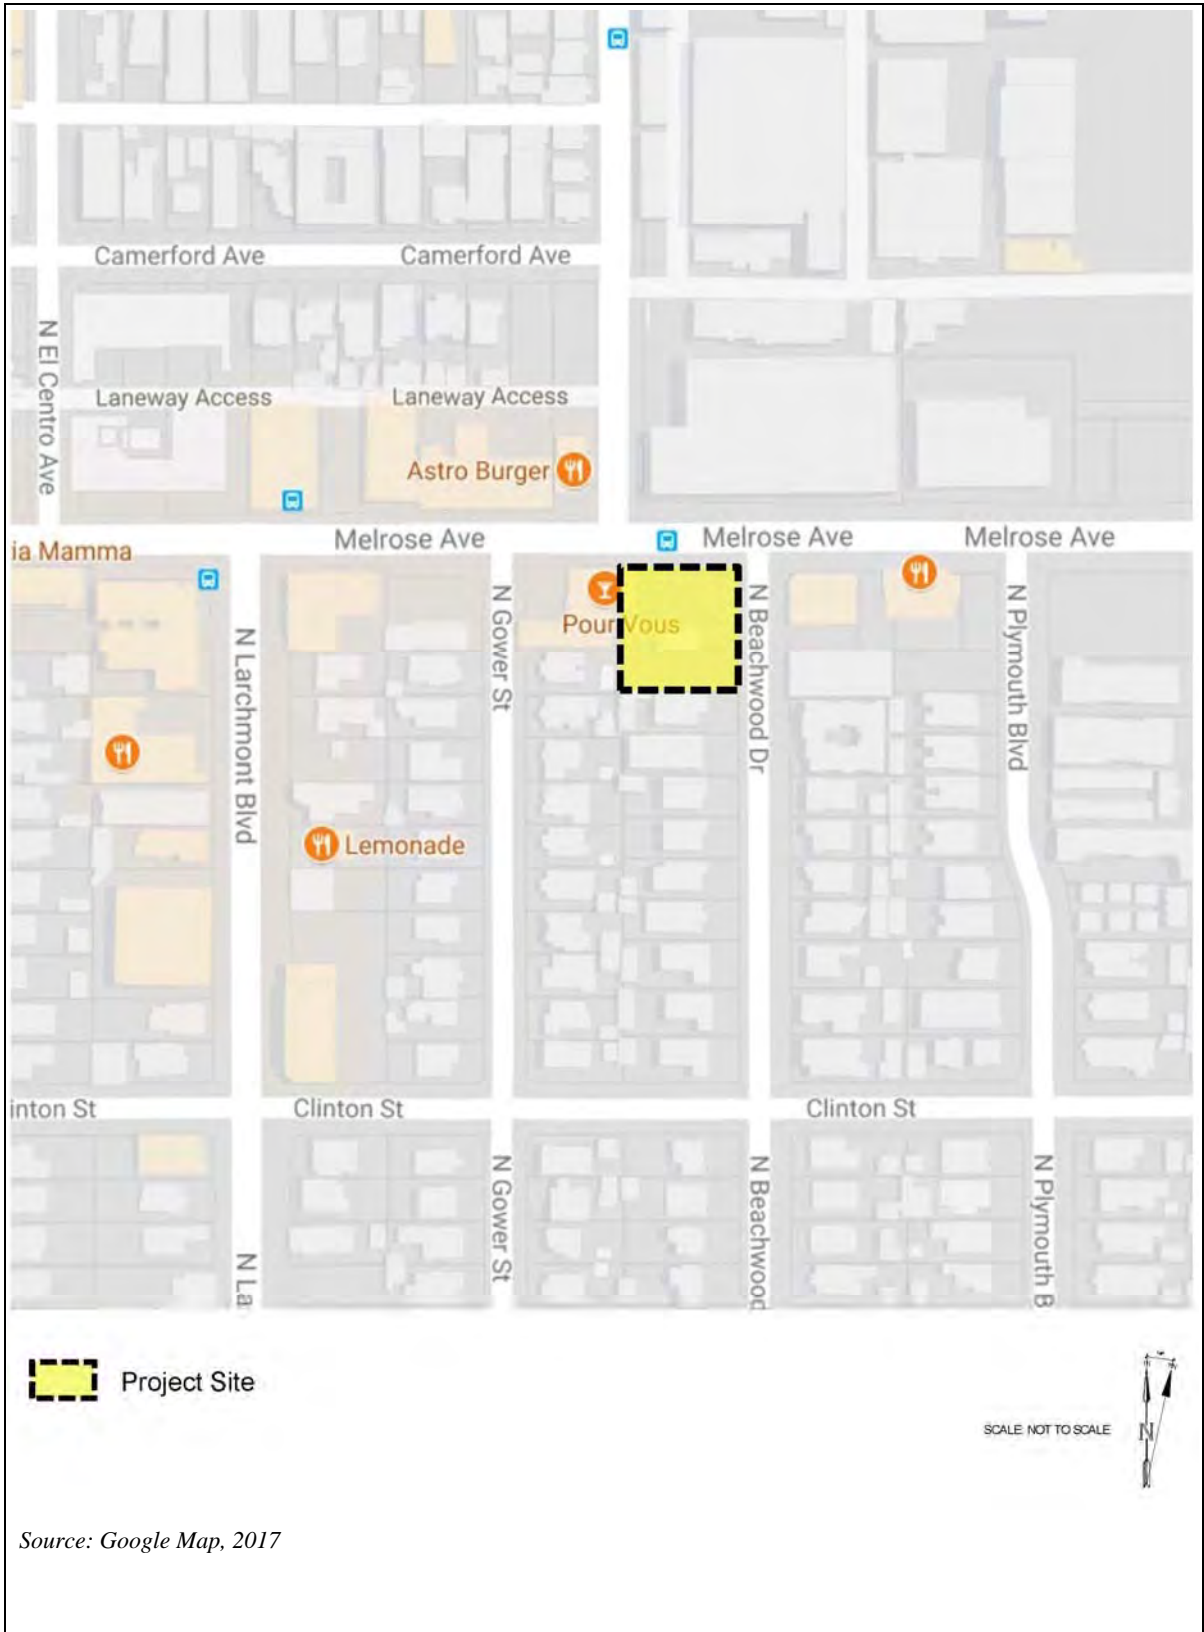 Camerford Ave Camerford Ave
N El Centro Ave
Laneway Access Laneway Access
Astro Burger
Melrose Ave Melrose Ave Melrose Ave
ia Mamma
N Gower St
N Beachwood Dr
N Plymouth Blvd
Pour Vous
N Larchmont Blvd
Lemonade
inton St Clinton St Clinton St
N La
N Gower St
N Beachwood
N Plymouth B
Project Site
SCALE: NOT TO SCALE
N
Source: Google Map, 2017